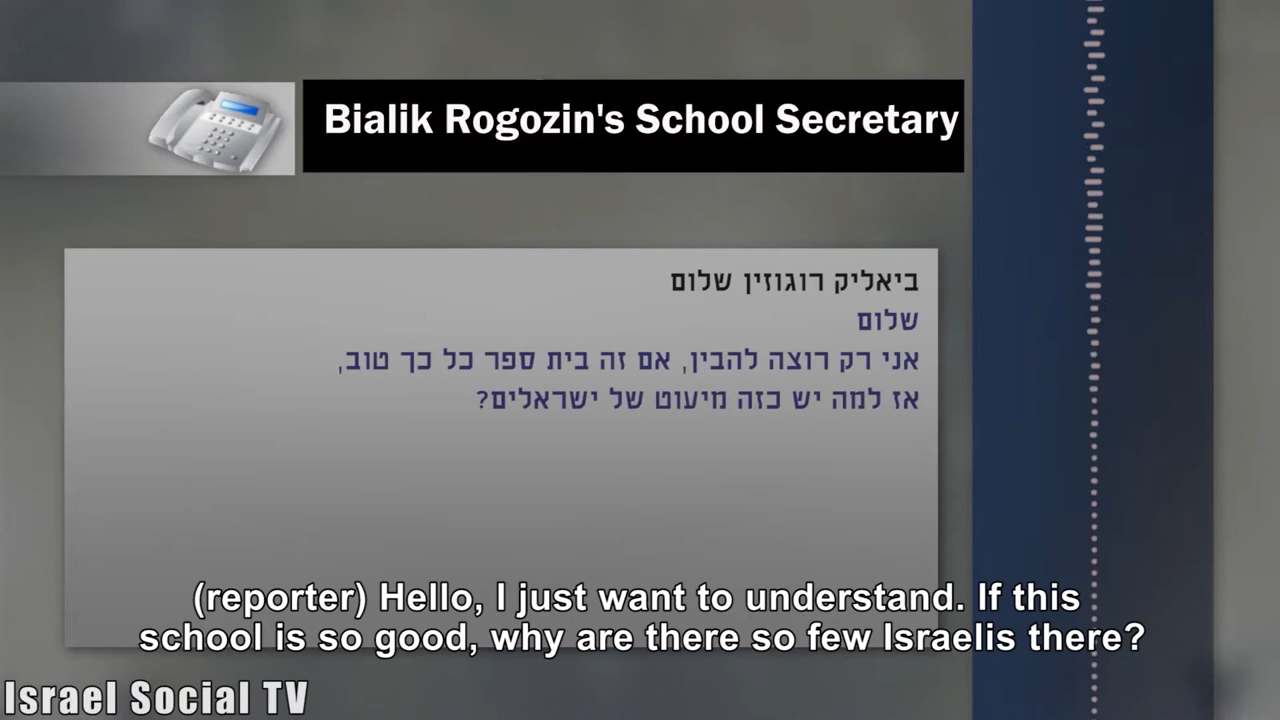 Bialik Rogozin's School Secretary
ביאליק רוגוזין שלום
שלום
אני רק רוצה להבין, אם זה בית ספר כל כך טוב,
אז למה יש כזה מיעוט של ישראלים?
(reporter) Hello, I just want to understand. If this
school is so good, why are there so few Israelis there?
Israel Social TV